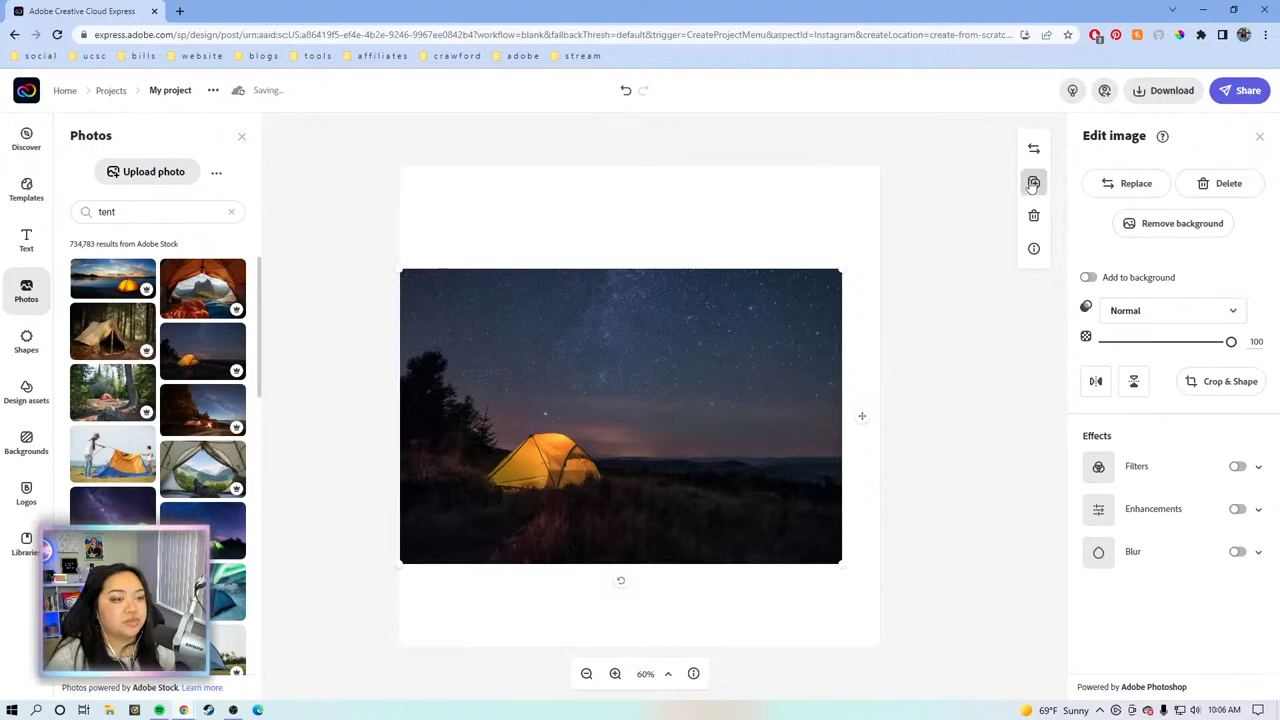 Adobe Creative Cloud Express
express.adobe.com/sp/design/post/urn:aaid:sc:US:a86419f5-ef4e-4b2e-9246-9967ee0842b4?workflow=blank&fallbackThresh=default&trigger=CreateProjectMenu&aspectId=Instagram&createLocation=create-from-scratc...
social ucsc bills website blogs tools affiliates crawford adobe stream
Home Projects My project Saving... Download Share
Discover
Templates
Text
Photos
Shapes
Design assets
Backgrounds
Logos
Libraries
Photos
Upload photo
tent
734,783 results from Adobe Stock
Photos powered by Adobe Stock. Learn more.
60%
Edit image
Replace Delete
Remove background
Add to background
Normal
100
Crop & Shape
Effects
Filters
Enhancements
Blur
Powered by Adobe Photoshop
69°F Sunny 10:06 AM